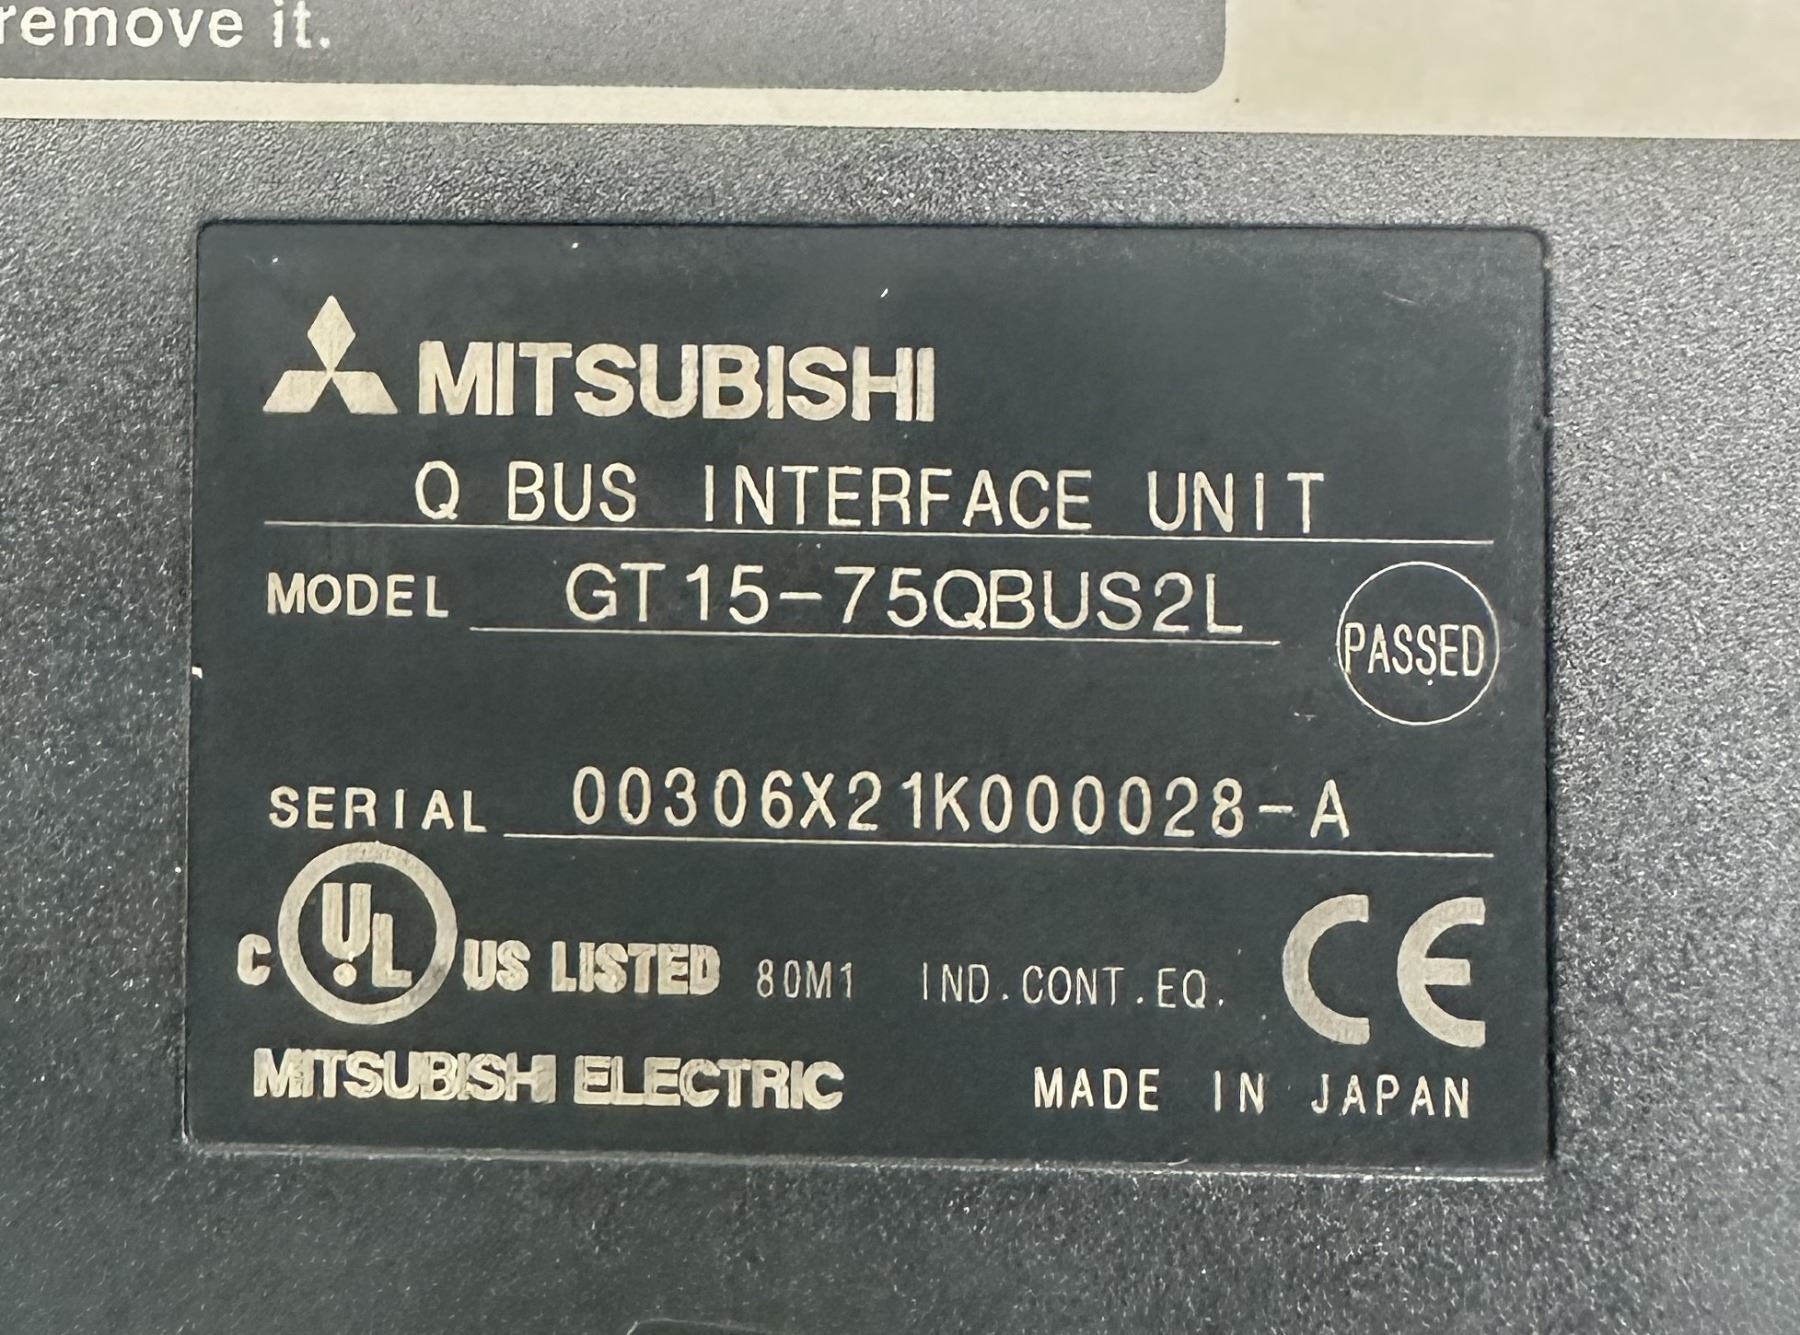 remove it.
MITSUBISHI
Q BUS INTERFACE UNIT
MODEL GT15-75QBUS2L
PASSED
SERIAL 00306X21K000028-A
C UL US LISTED 80M1 IND.CONT.EQ. CE
MITSUBISHI ELECTRIC MADE IN JAPAN